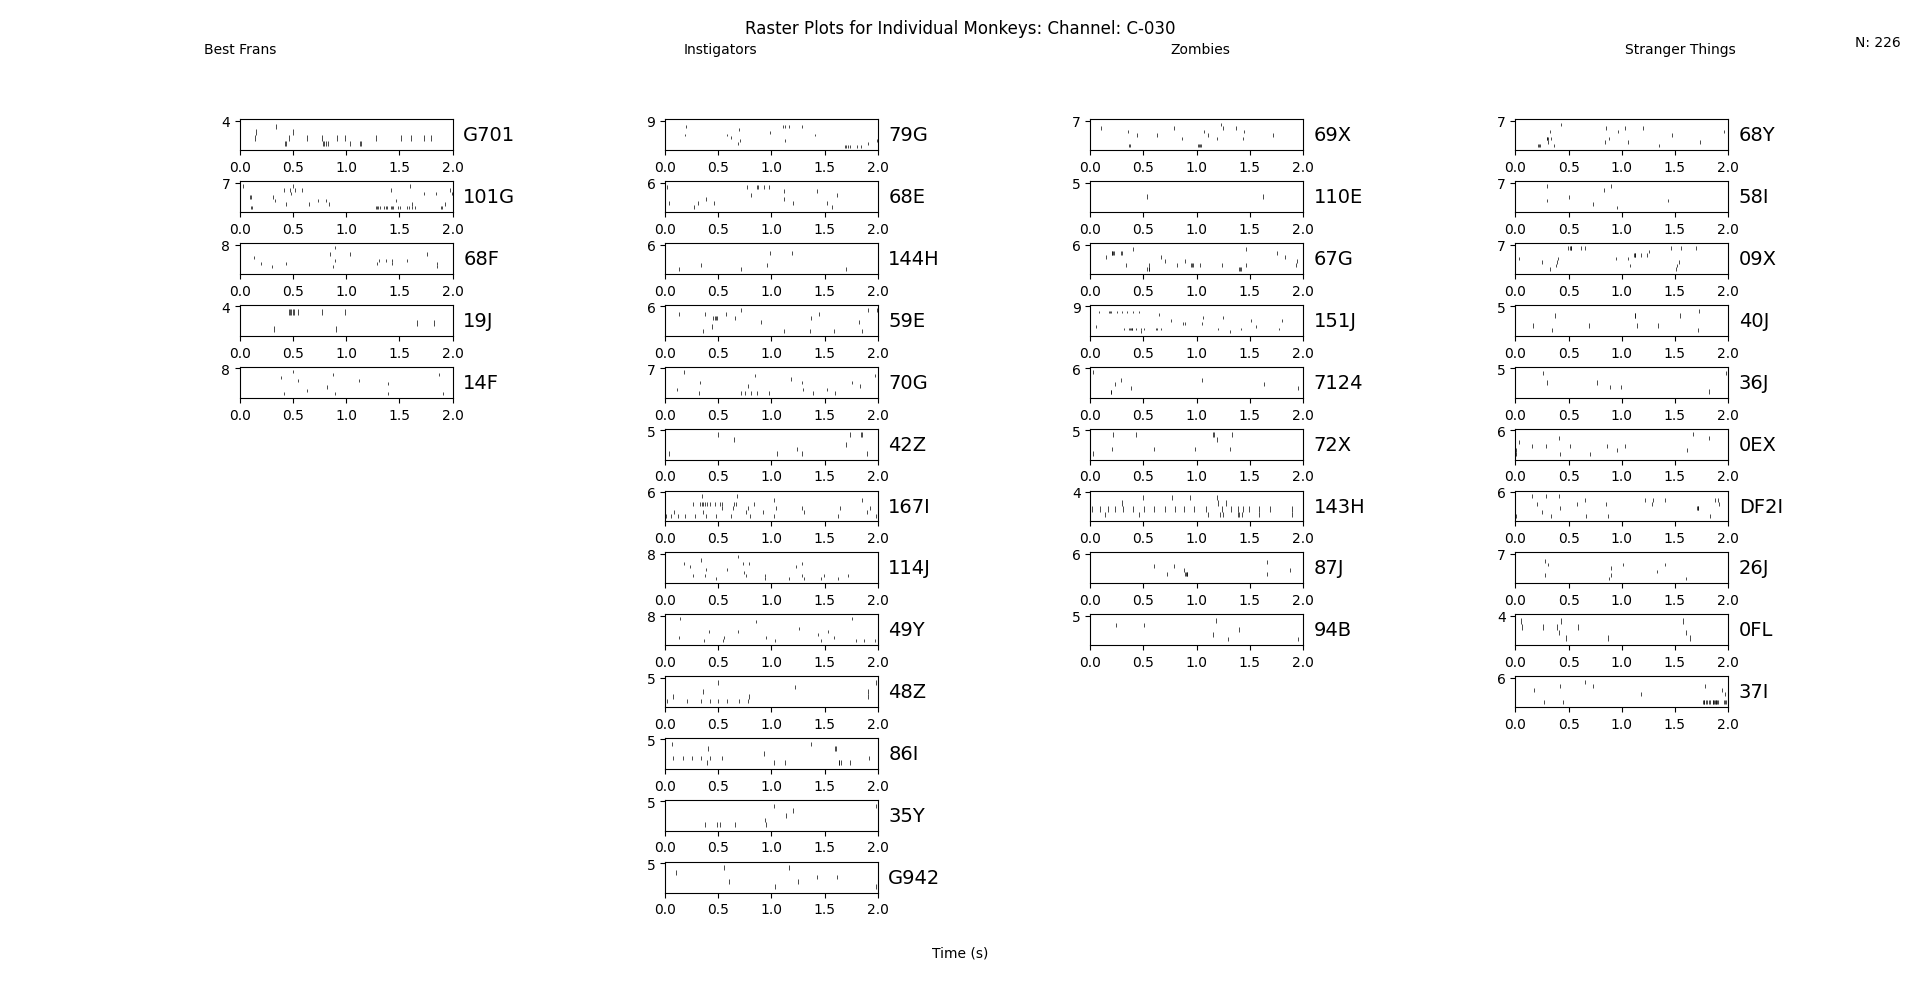 Raster Plots for Individual Monkeys: Channel: C-030
N: 226
Best Frans Instigators Zombies Stranger Things
4 G701 9 79G 7 69X 7 68Y
0.0 0.5 1.0 1.5 2.0 0.0 0.5 1.0 1.5 2.0 0.0 0.5 1.0 1.5 2.0 0.0 0.5 1.0 1.5 2.0
7 101G 6 68E 5 110E 7 58I
0.0 0.5 1.0 1.5 2.0 0.0 0.5 1.0 1.5 2.0 0.0 0.5 1.0 1.5 2.0 0.0 0.5 1.0 1.5 2.0
8 68F 6 144H 6 67G 7 09X
0.0 0.5 1.0 1.5 2.0 0.0 0.5 1.0 1.5 2.0 0.0 0.5 1.0 1.5 2.0 0.0 0.5 1.0 1.5 2.0
4 19J 6 59E 9 151J 5 40J
0.0 0.5 1.0 1.5 2.0 0.0 0.5 1.0 1.5 2.0 0.0 0.5 1.0 1.5 2.0 0.0 0.5 1.0 1.5 2.0
8 14F 7 70G 6 7124 5 36J
0.0 0.5 1.0 1.5 2.0 0.0 0.5 1.0 1.5 2.0 0.0 0.5 1.0 1.5 2.0 0.0 0.5 1.0 1.5 2.0
5 42Z 5 72X 6 0EX
0.0 0.5 1.0 1.5 2.0 0.0 0.5 1.0 1.5 2.0 0.0 0.5 1.0 1.5 2.0
6 167I 4 143H 6 DF2I
0.0 0.5 1.0 1.5 2.0 0.0 0.5 1.0 1.5 2.0 0.0 0.5 1.0 1.5 2.0
8 114J 6 87J 7 26J
0.0 0.5 1.0 1.5 2.0 0.0 0.5 1.0 1.5 2.0 0.0 0.5 1.0 1.5 2.0
8 49Y 5 94B 4 0FL
0.0 0.5 1.0 1.5 2.0 0.0 0.5 1.0 1.5 2.0 0.0 0.5 1.0 1.5 2.0
5 48Z 6 37I
0.0 0.5 1.0 1.5 2.0 0.0 0.5 1.0 1.5 2.0
5 86I
0.0 0.5 1.0 1.5 2.0
5 35Y
0.0 0.5 1.0 1.5 2.0
5 G942
0.0 0.5 1.0 1.5 2.0
Time (s)